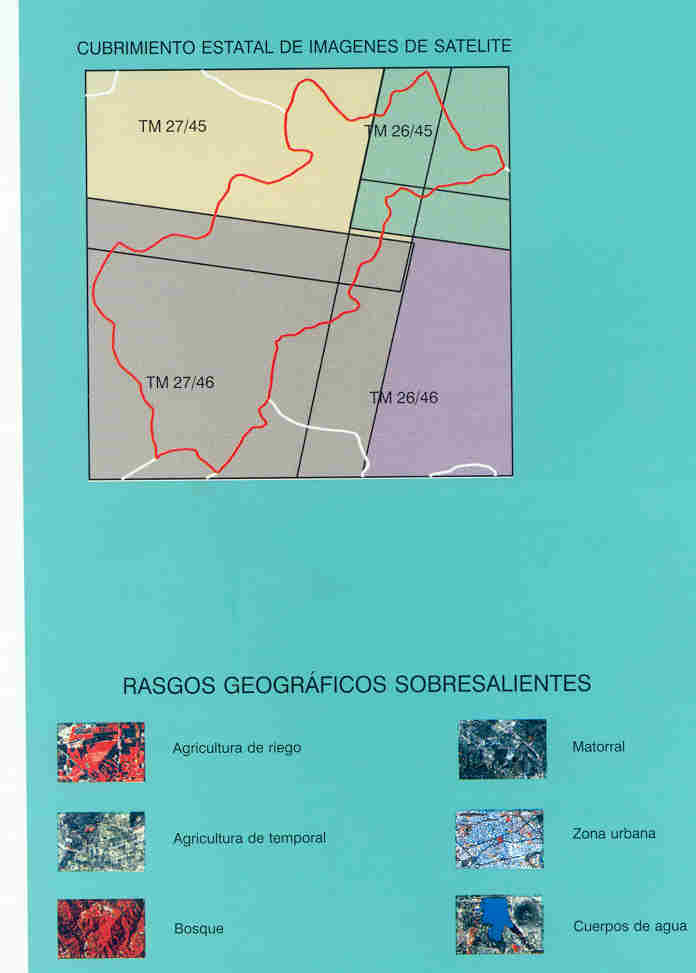 CUBRIMIENTO ESTATAL DE IMAGENES DE SATELITE
TM 27/45
TM 26/45
TM 27/46
TM 26/46
RASGOS GEOGRÁFICOS SOBRESALIENTES
Agricultura de riego
Matorral
Agricultura de temporal
Zona urbana
Bosque
Cuerpos de agua